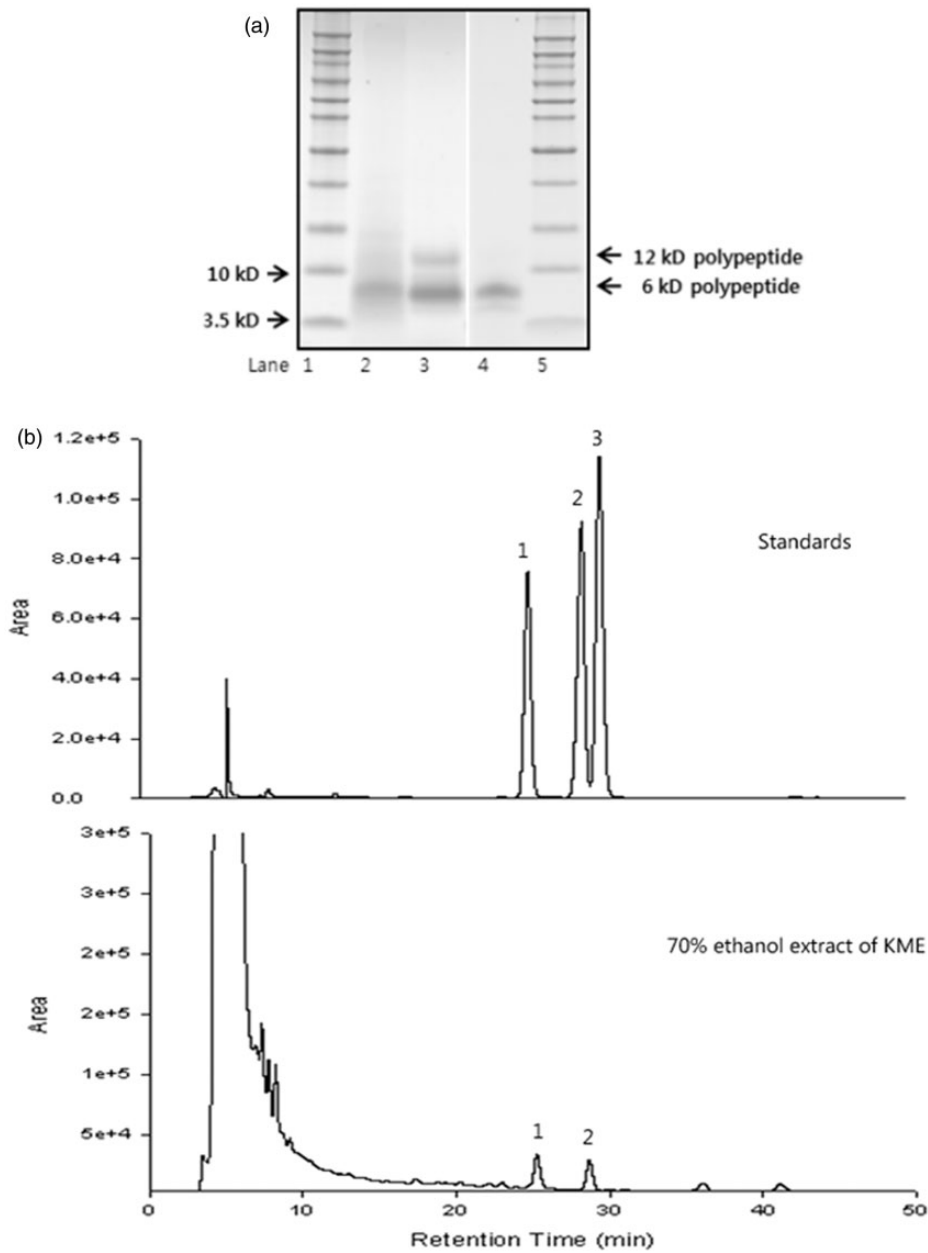 (a)
10 kD →
3.5 kD →
← 12 kD polypeptide
← 6 kD polypeptide
Lane 1 2 3 4 5
(b)
1.2e+5
1.0e+5
8.0e+4
6.0e+4
4.0e+4
2.0e+4
0.0
Area
1
2
3
Standards
3e+5
3e+5
2e+5
2e+5
1e+5
5e+4
Area
1
2
70% ethanol extract of KME
0 10 20 30 40 50
Retention Time (min)